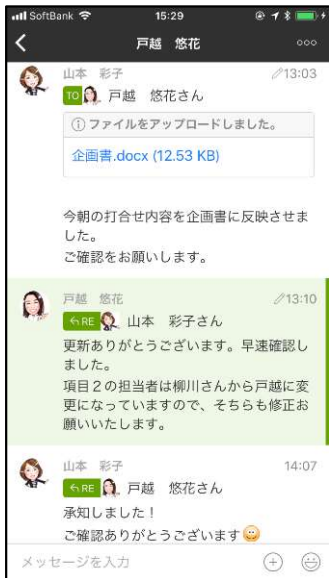 SoftBank 15:29
戸越 悠花
山本 彩子 13:03
TO 戸越 悠花さん
ファイルをアップロードしました。
企画書.docx (12.53 KB)
今朝の打合せ内容を企画書に反映させま
した。
ご確認をお願いします。
戸越 悠花 13:10
RE 山本 彩子さん
更新ありがとうございます。早速確認し
ました。
項目2の担当者は柳川さんから戸越に変
更になっていますので、そちらも修正お
願いいたします。
山本 彩子 14:07
RE 戸越 悠花さん
承知しました!
ご確認ありがとうございます
メッセージを入力